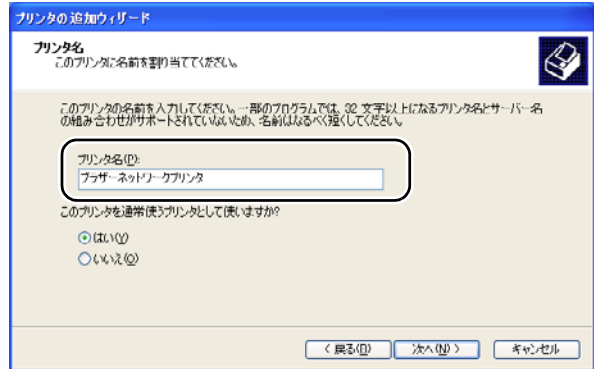 プリンタの追加ウィザード
プリンタ名
このプリンタに名前を割り当ててください。
このプリンタの名前を入力してください。一部のプログラムでは、32 文字以上になるプリンタ名とサーバー名
の組み合わせがサポートされていないため、名前はなるべく短くしてください。
プリンタ名(P):
ブラザーネットワークプリンタ
このプリンタを通常使うプリンタとして使いますか?
はい(Y)
いいえ(O)
< 戻る(B)
次へ(N) >
キャンセル